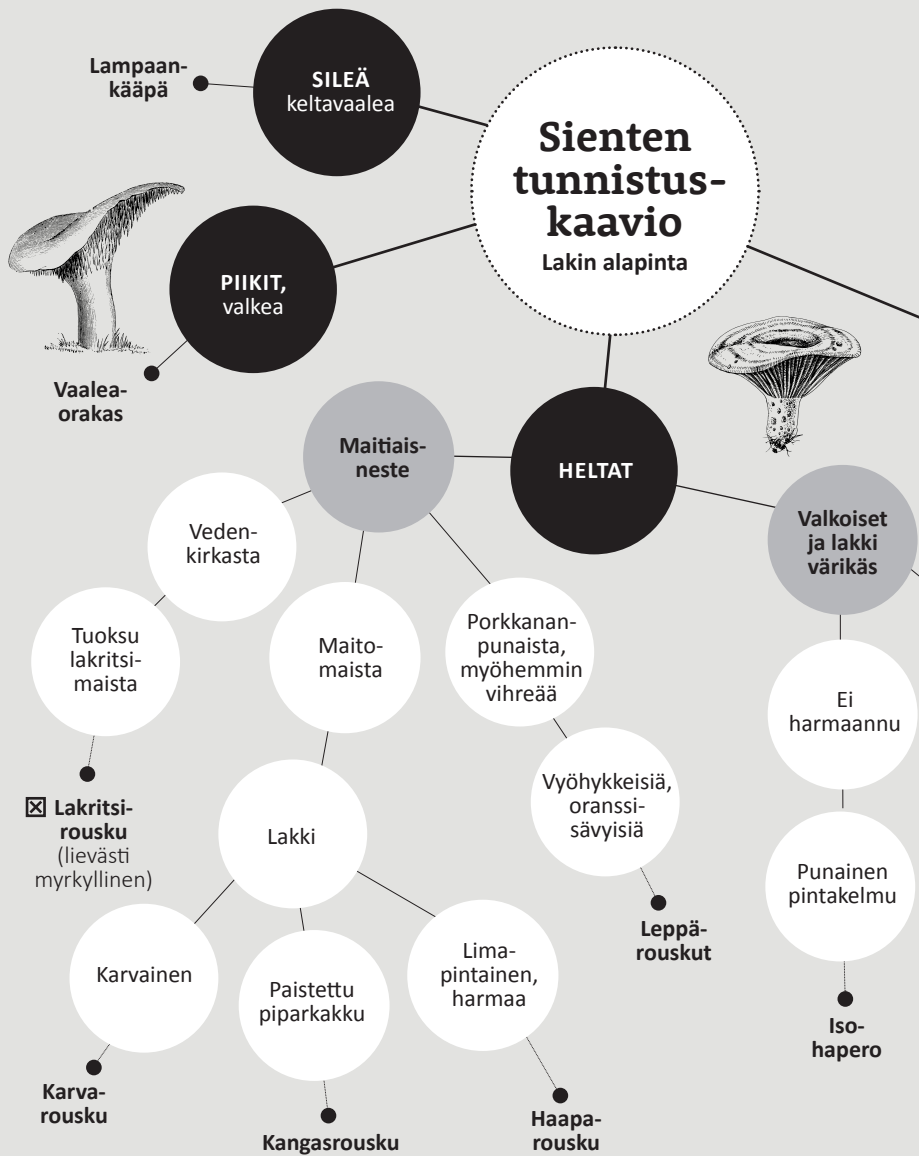 Sienten
tunnistus-
kaavio
Lakin alapinta
SILEÄ
keltavaalea
Lampaan-
kääpä
PIIKIT,
valkea
Vaalea-
orakas
HELTAT
Maitiais-
neste
Veden-
kirkasta
Tuoksu
lakritsi-
maista
☒ Lakritsi-
rousku
(lievästi
myrkyllinen)
Maito-
maista
Lakki
Karvainen
Karva-
rousku
Paistettu
piparkakku
Kangasrousku
Lima-
pintainen,
harmaa
Haapa-
rousku
Porkkanan-
punaista,
myöhemmin
vihreää
Vyöhykkeisiä,
oranssi-
sävyisiä
Leppä-
rouskut
Valkoiset
ja lakki
värikäs
Ei
harmaannu
Punainen
pintakelmu
Iso-
hapero